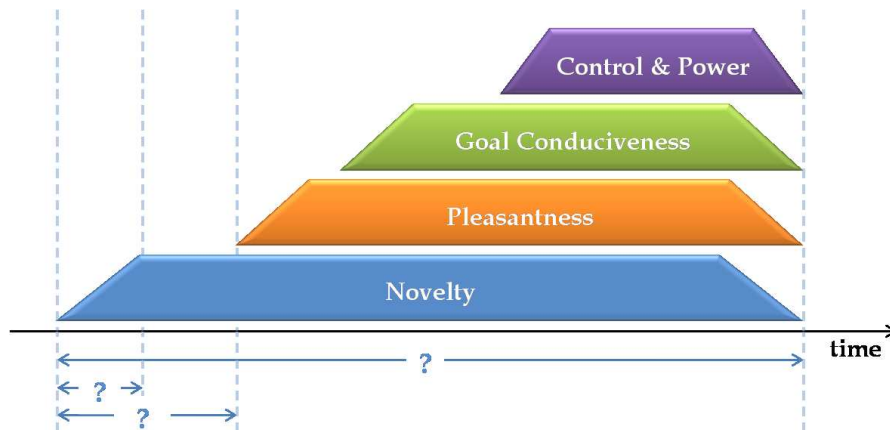 Control & Power
Goal Conduciveness
Pleasantness
Novelty
time
?
?
?